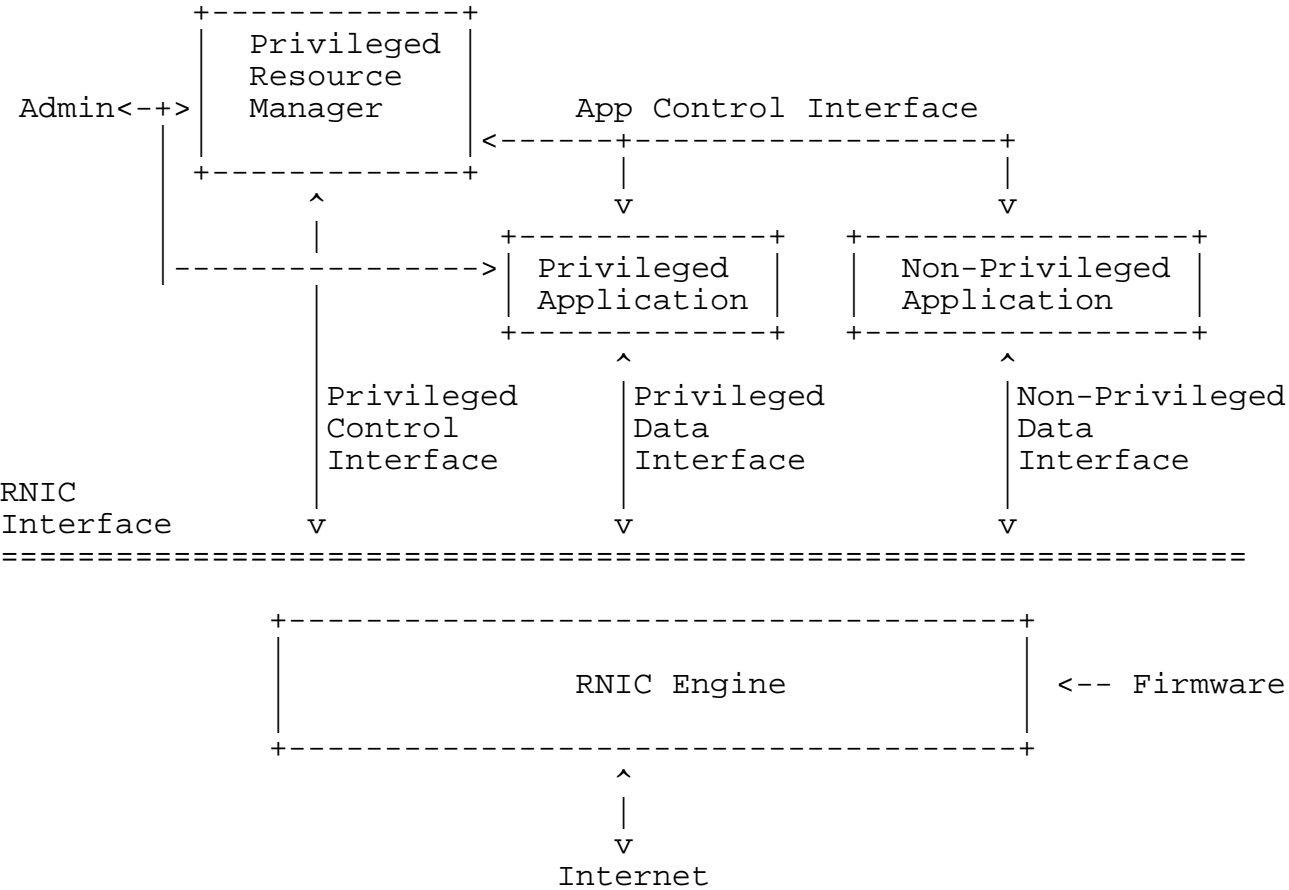 Privileged
Resource
Admin<-+> Manager App Control Interface
Privileged Non-Privileged
Application Application
Privileged Privileged Non-Privileged
Control Data Data
Interface Interface Interface
RNIC
Interface
RNIC Engine <-- Firmware
Internet